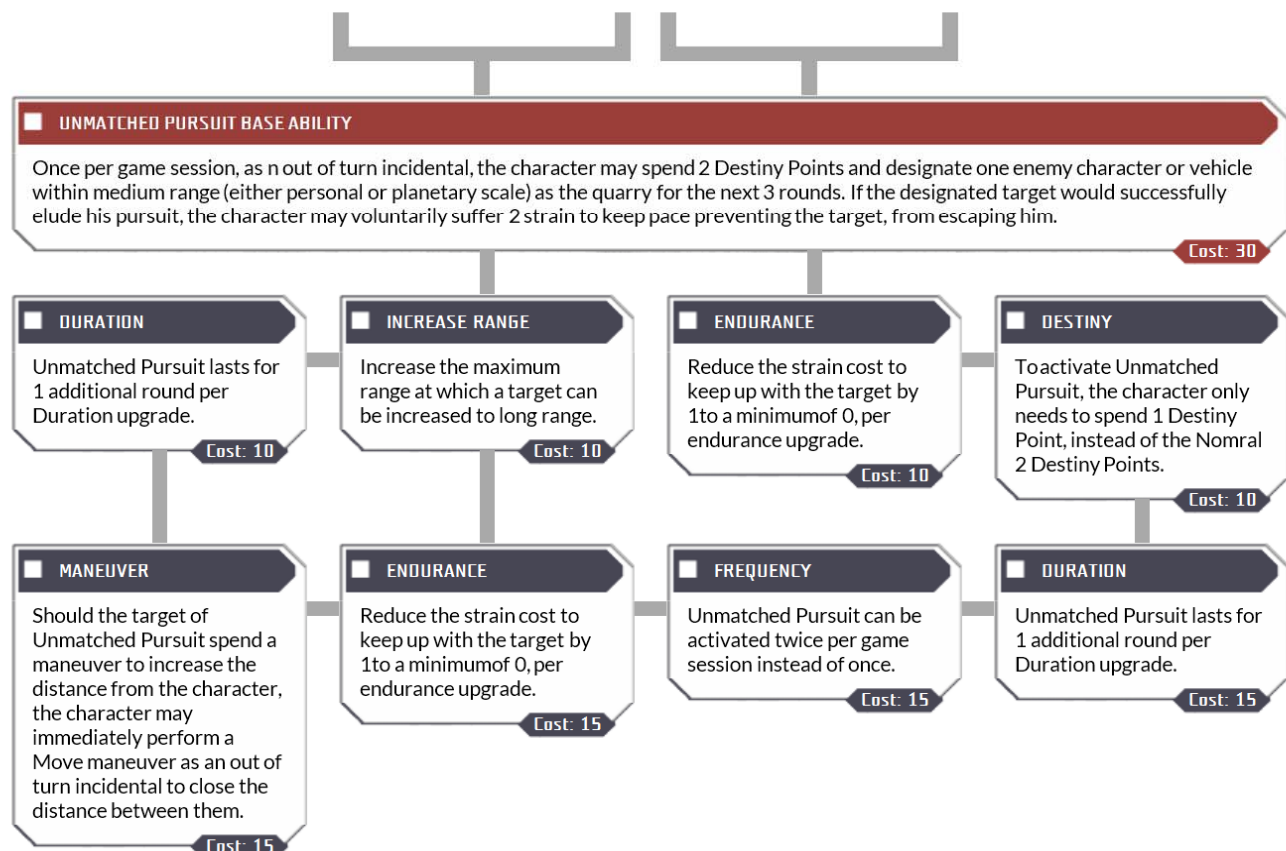 UNMATCHED PURSUIT BASE ABILITY
Once per game session, as n out of turn incidental, the character may spend 2 Destiny Points and designate one enemy character or vehicle
within medium range (either personal or planetary scale) as the quarry for the next 3 rounds. If the designated target would successfully
elude his pursuit, the character may voluntarily suffer 2 strain to keep pace preventing the target, from escaping him.
Cost: 30
DURATION
Unmatched Pursuit lasts for
1 additional round per
Duration upgrade.
Cost: 10
INCREASE RANGE
Increase the maximum
range at which a target can
be increased to long range.
Cost: 10
ENDURANCE
Reduce the strain cost to
keep up with the target by
1to a minimumof 0, per
endurance upgrade.
Cost: 10
DESTINY
To activate Unmatched
Pursuit, the character only
needs to spend 1 Destiny
Point, instead of the Nomral
2 Destiny Points.
Cost: 10
MANEUVER
Should the target of
Unmatched Pursuit spend a
maneuver to increase the
distance from the character,
the character may
immediately perform a
Move maneuver as an out of
turn incidental to close the
distance between them.
Cost: 15
ENDURANCE
Reduce the strain cost to
keep up with the target by
1to a minimumof 0, per
endurance upgrade.
Cost: 15
FREQUENCY
Unmatched Pursuit can be
activated twice per game
session instead of once.
Cost: 15
DURATION
Unmatched Pursuit lasts for
1 additional round per
Duration upgrade.
Cost: 15